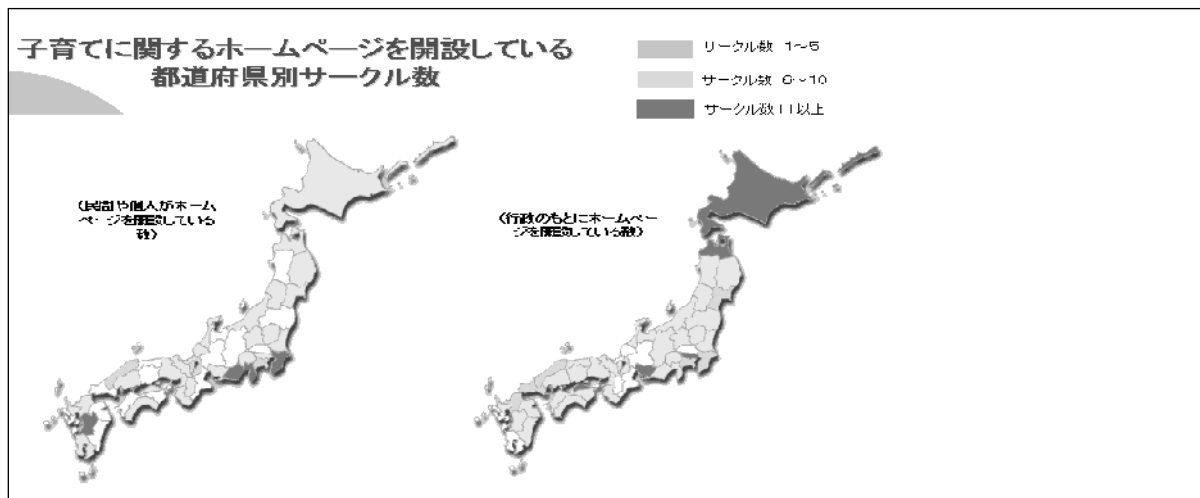 子育てに関するホームページを開設している
都道府県別サークル数
サークル数 1～5
サークル数 6～10
サークル数11以上
(民間や個人がホーム
ページを開設している
数)
(行政のもとにホームペー
ジを開設している数)